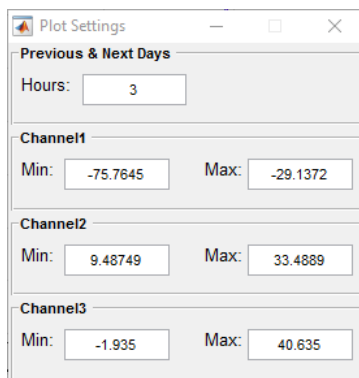 Plot Settings
Previous & Next Days
Hours: 3
Channel1
Min: -75.7645 Max: -29.1372
Channel2
Min: 9.48749 Max: 33.4889
Channel3
Min: -1.935 Max: 40.635